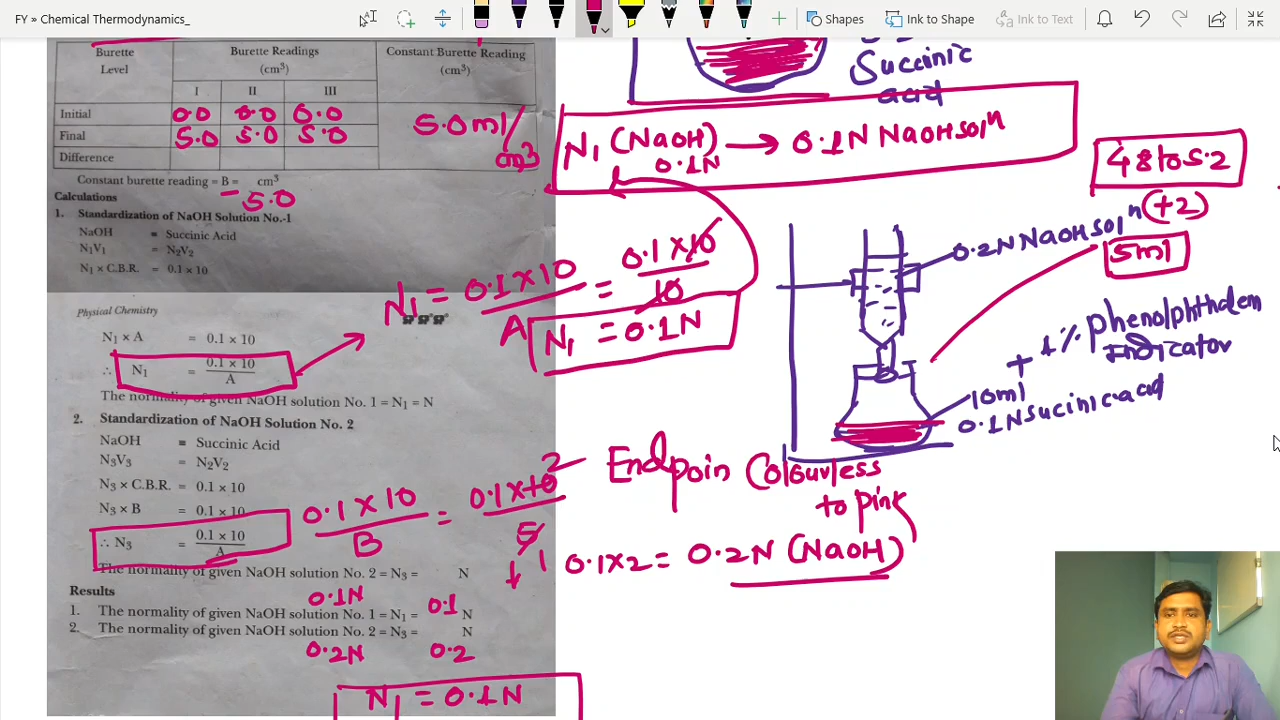 FY » Chemical Thermodynamics_
Shapes
Ink to Shape
Ink to Text
Burette Level
Burette Readings (cm³)
Constant Burette Reading (cm³)
I II III
Initial 0.0 0.0 0.0
Final 5.0 5.0 5.0
Difference
5.0ml/cm3
Constant burette reading = B = cm³
= 5.0
Calculations
1. Standardization of NaOH Solution No.-1
NaOH ≡ Succinic Acid
N₁V₁ = N₂V₂
N₁ × C.B.R. = 0.1 × 10
Physical Chemistry
N₁ × A = 0.1 × 10
∴ N₁ = 0.1 × 10 / A
The normality of given NaOH solution No. 1 = N₁ = N
2. Standardization of NaOH Solution No. 2
NaOH ≡ Succinic Acid
N₃V₃ = N₂V₂
N₃ × C.B.R. = 0.1 × 10
N₃ × B = 0.1 × 10
∴ N₃ = 0.1 × 10 / A
The normality of given NaOH solution No. 2 = N₃ = N
Results
0.1N 0.1
1. The normality of given NaOH solution No. 1 = N₁ = N
2. The normality of given NaOH solution No. 2 = N₃ = N
0.2N 0.2
N₁ = 0.1N
N₁ = 0.1×10 / A = 0.1×10 / 10
N₁ = 0.1N
0.1×10 / B = 0.1×10 / 5
2
1
0.1×2 = 0.2N (NaOH)
Succinic
acid
N₁ (NaOH) → 0.1N NaOH solⁿ
0.1N
48 to 5.2
(+2)
5ml
0.2N NaOH solⁿ
+ 1% phenolphthalem
Indicator
10ml
0.1N Sucinic acid
Endpoin Colourless
to pink